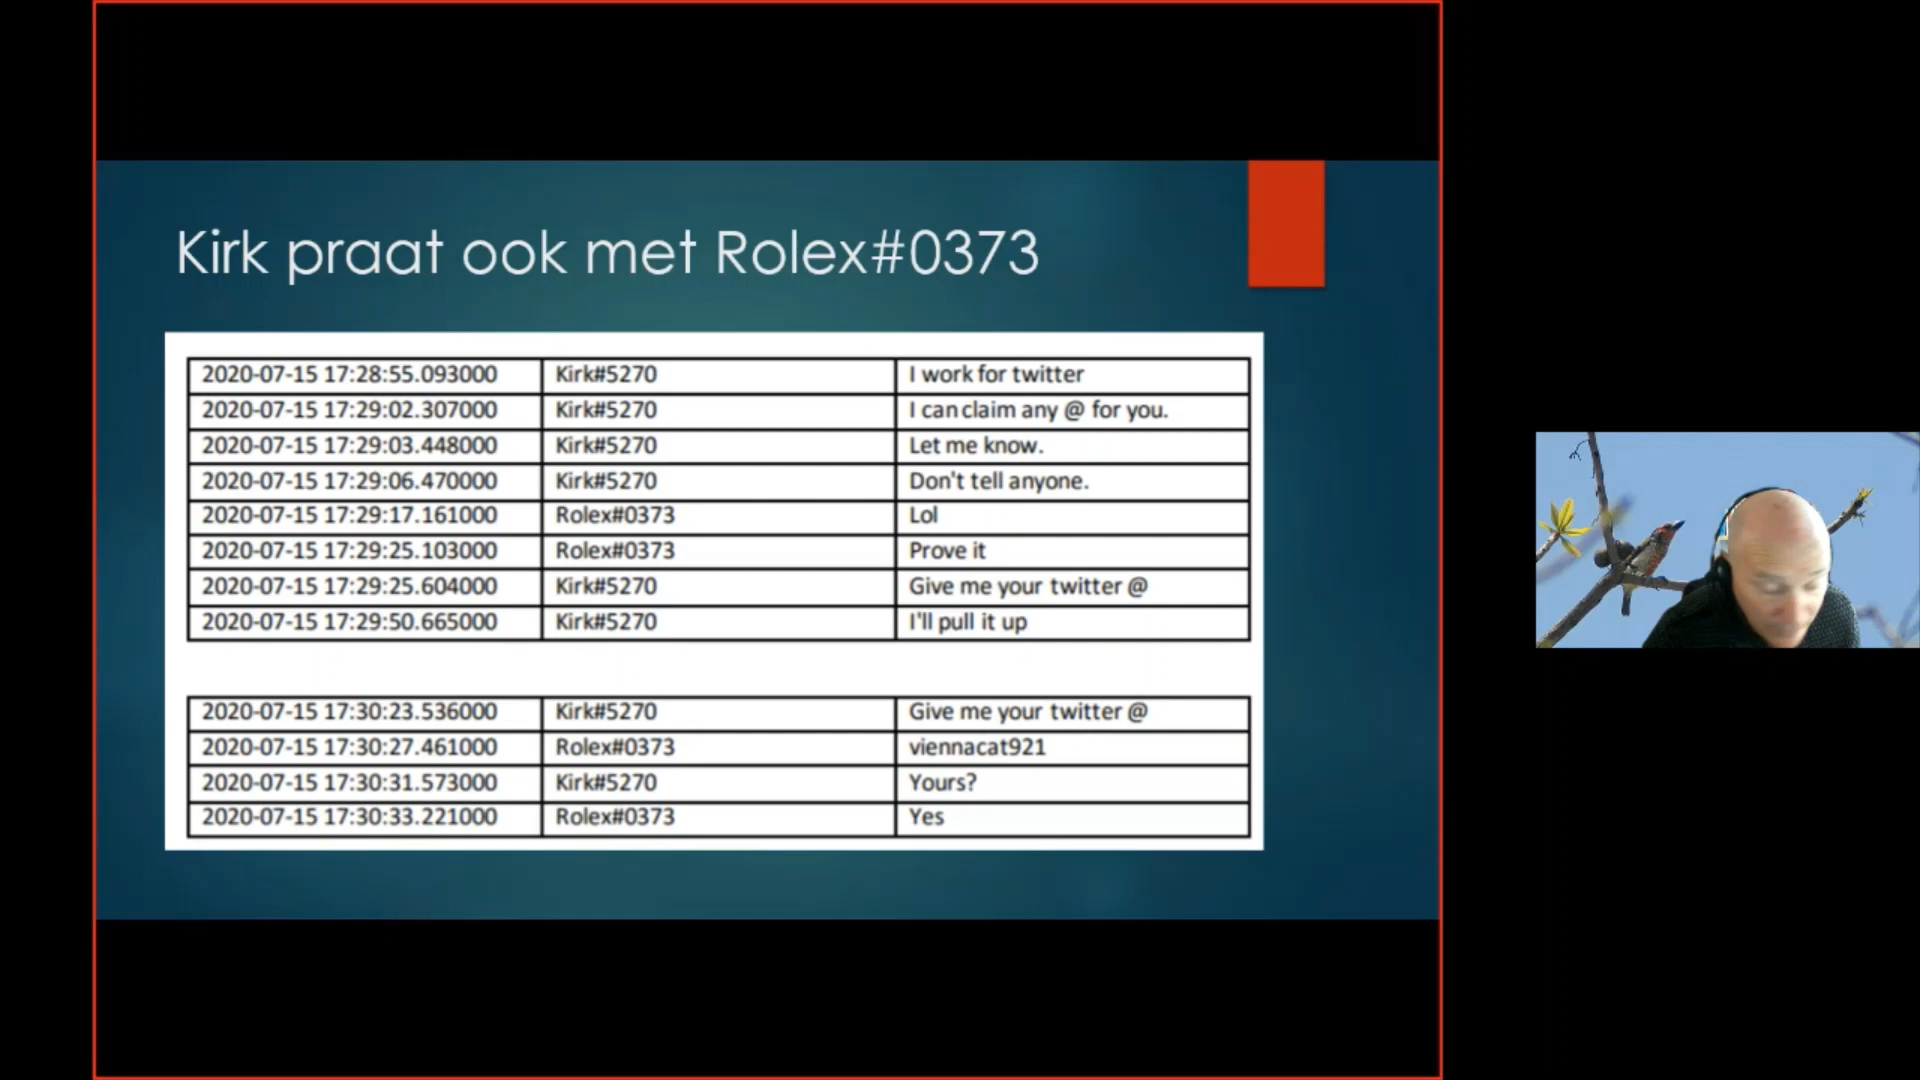 Kirk praat ook met Rolex#0373
2020-07-15 17:28:55.093000 Kirk#5270 I work for twitter
2020-07-15 17:29:02.307000 Kirk#5270 I can claim any @ for you.
2020-07-15 17:29:03.448000 Kirk#5270 Let me know.
2020-07-15 17:29:06.470000 Kirk#5270 Don't tell anyone.
2020-07-15 17:29:17.161000 Rolex#0373 Lol
2020-07-15 17:29:25.103000 Rolex#0373 Prove it
2020-07-15 17:29:25.604000 Kirk#5270 Give me your twitter @
2020-07-15 17:29:50.665000 Kirk#5270 I'll pull it up
2020-07-15 17:30:23.536000 Kirk#5270 Give me your twitter @
2020-07-15 17:30:27.461000 Rolex#0373 viennacat921
2020-07-15 17:30:31.573000 Kirk#5270 Yours?
2020-07-15 17:30:33.221000 Rolex#0373 Yes